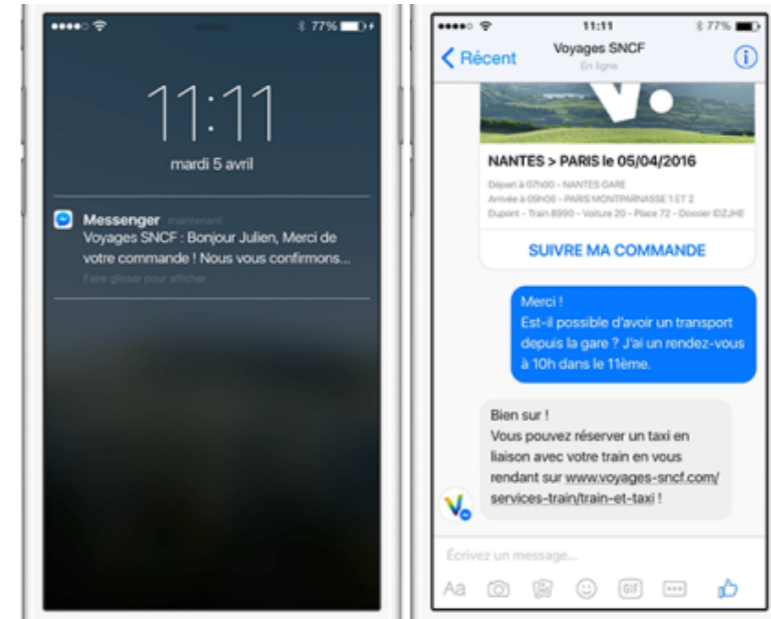 77%
11:11
mardi 5 avril
Messenger maintenant
Voyages SNCF : Bonjour Julien, Merci de
votre commande ! Nous vous confirmons...
Faire glisser pour afficher
11:11
77%
Récent
Voyages SNCF
En ligne
NANTES > PARIS le 05/04/2016
Départ à 07h00 - NANTES GARE
Arrivée à 09h06 - PARIS MONTPARNASSE 1 ET 2
Dupont - Train 8990 - Voiture 20 - Place 72 - Dossier IDZJHE
SUIVRE MA COMMANDE
Merci !
Est-il possible d'avoir un transport
depuis la gare ? J'ai un rendez-vous
à 10h dans le 11ème.
Bien sur !
Vous pouvez réserver un taxi en
liaison avec votre train en vous
rendant sur www.voyages-sncf.com/
services-train/train-et-taxi !
Écrivez un message...
Aa
GIF